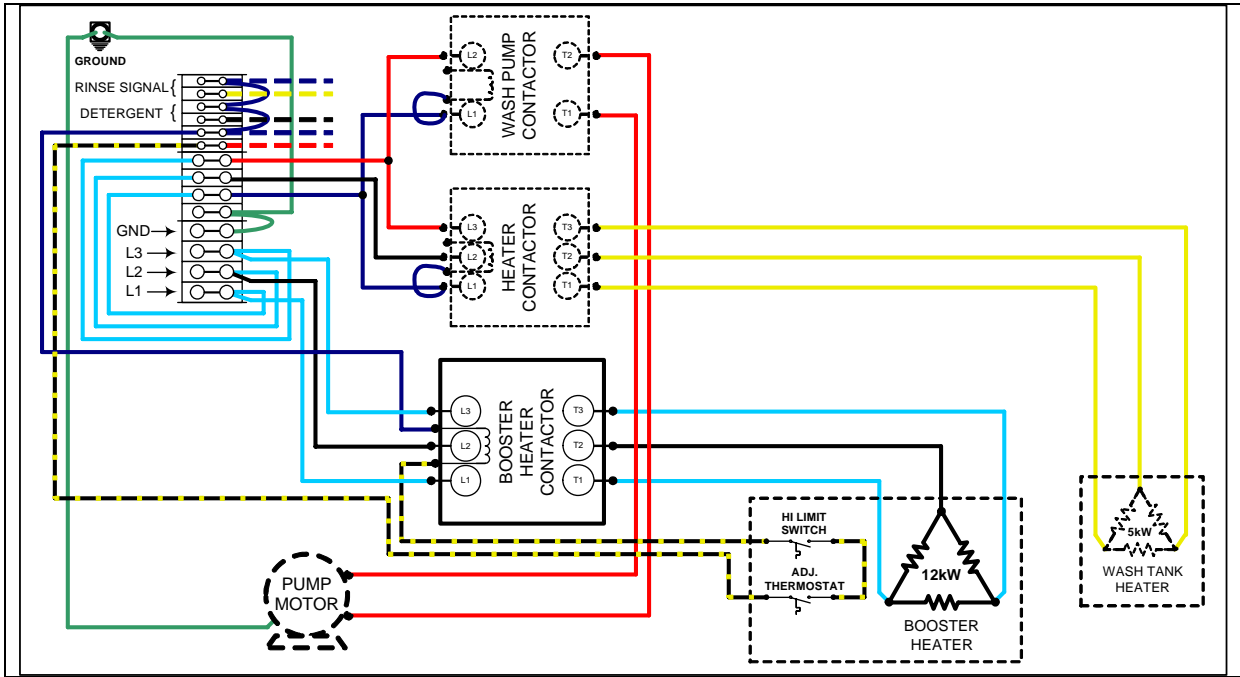 GROUND
RINSE SIGNAL {
DETERGENT {
GND
L3
L2
L1
L2
L1
WASH PUMP
CONTACTOR
T2
T1
L3
L2
L1
HEATER
CONTACTOR
T3
T2
T1
L3
L2
L1
BOOSTER
HEATER
CONTACTOR
T3
T2
T1
PUMP
MOTOR
HI LIMIT
SWITCH
ADJ.
THERMOSTAT
12kW
BOOSTER
HEATER
5kW
WASH TANK
HEATER